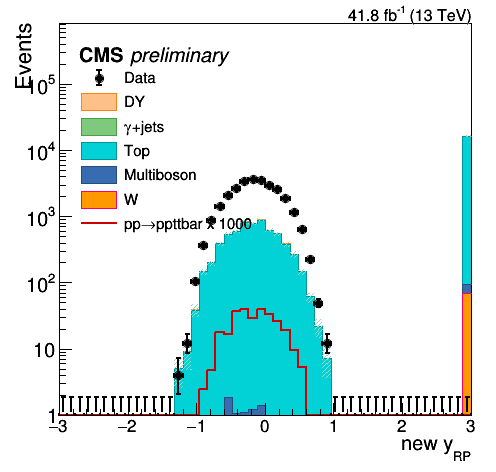 41.8 fb⁻¹ (13 TeV)
Events
CMS preliminary
Data
DY
γ+jets
Top
Multiboson
W
pp→ppttbar x 1000
10⁵
10⁴
10³
10²
10
1
−3 −2 −1 0 1 2 3
new y_RP